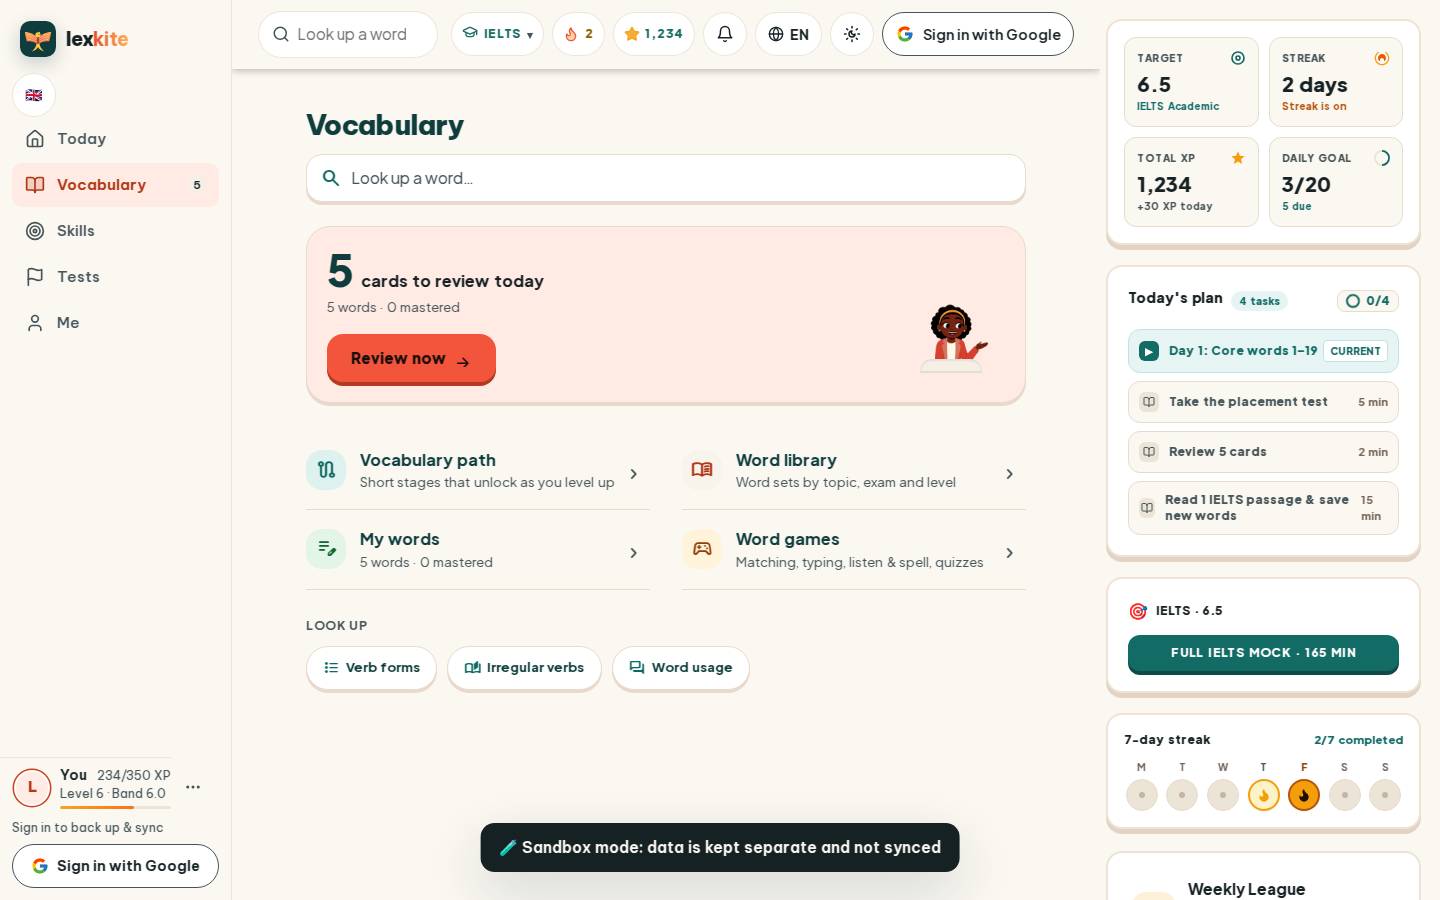 lexkite
Today
Vocabulary
5
Skills
Tests
Me
You 234/350 XP
Level 6 · Band 6.0
Sign in to back up & sync
Sign in with Google
Look up a word
IELTS
2
1,234
EN
Sign in with Google
Vocabulary
Look up a word...
5 cards to review today
5 words · 0 mastered
Review now →
Vocabulary path
Short stages that unlock as you level up
Word library
Word sets by topic, exam and level
My words
5 words · 0 mastered
Word games
Matching, typing, listen & spell, quizzes
LOOK UP
Verb forms
Irregular verbs
Word usage
Sandbox mode: data is kept separate and not synced
TARGET
6.5
IELTS Academic
STREAK
2 days
Streak is on
TOTAL XP
1,234
+30 XP today
DAILY GOAL
3/20
5 due
Today's plan
4 tasks
0/4
Day 1: Core words 1–19
CURRENT
Take the placement test
5 min
Review 5 cards
2 min
Read 1 IELTS passage & save
new words
15
min
IELTS · 6.5
FULL IELTS MOCK · 165 MIN
7-day streak
2/7 completed
M T W T F S S
Weekly League
L